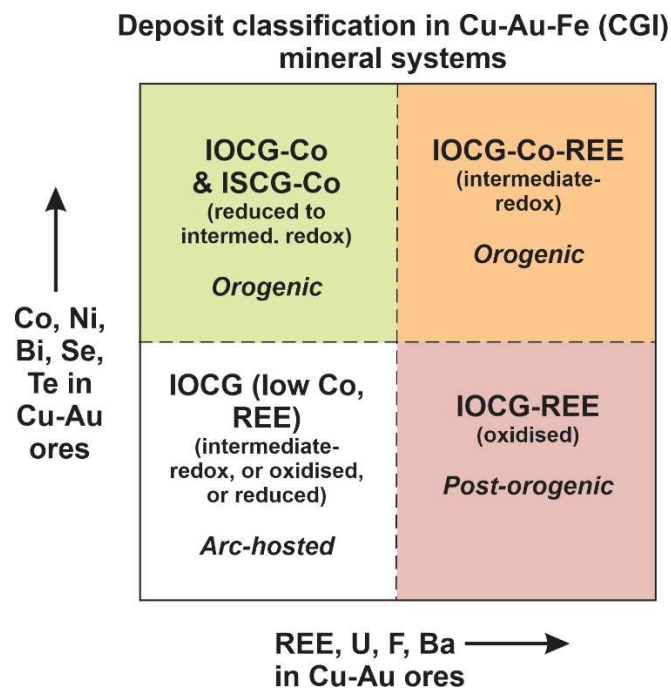 Deposit classification in Cu-Au-Fe (CGI)
mineral systems
IOCG-Co
& ISCG-Co
(reduced to
intermed. redox)
Orogenic
IOCG-Co-REE
(intermediate-
redox)
Orogenic
Co, Ni,
Bi, Se,
Te in
Cu-Au
ores
IOCG (low Co,
REE)
(intermediate-
redox, or oxidised,
or reduced)
Arc-hosted
IOCG-REE
(oxidised)
Post-orogenic
REE, U, F, Ba
in Cu-Au ores